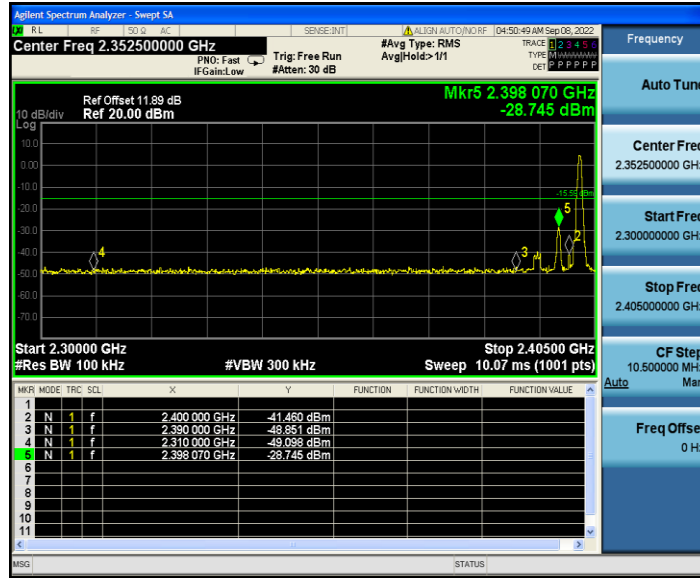 Agilent Spectrum Analyzer - Swept SA
RL RF 50 Ω AC SENSE:INT ALIGN AUTO/NO RF 04:50:49 AM Sep 08, 2022
Center Freq 2.352500000 GHz
#Avg Type: RMS
TRACE 1 2 3 4 5 6
PNO: Fast Trig: Free Run Avg|Hold:> 1/1
TYPE M
IFGain:Low #Atten: 30 dB
DET P P P P P P
Mkr5 2.398 070 GHz
-28.745 dBm
Ref Offset 11.89 dB
10 dB/div Ref 20.00 dBm
Log
10.0
0.00
-10.0
-20.0
-30.0
-40.0
-50.0
-60.0
-70.0
5
2
3
4
Start 2.30000 GHz Stop 2.40500 GHz
#Res BW 100 kHz #VBW 300 kHz Sweep 10.07 ms (1001 pts)
MKR MODE TRC SCL X Y FUNCTION FUNCTION WIDTH FUNCTION VALUE
1
2 N 1 f 2.400 000 GHz -41.460 dBm
3 N 1 f 2.390 000 GHz -48.851 dBm
4 N 1 f 2.310 000 GHz -49.098 dBm
5 N 1 f 2.398 070 GHz -28.745 dBm
6
7
8
9
10
11
MSG STATUS
Frequency
Auto Tune
Center Freq
2.352500000 GHz
Start Freq
2.300000000 GHz
Stop Freq
2.405000000 GHz
CF Step
10.500000 MHz
Auto Man
Freq Offset
0 Hz